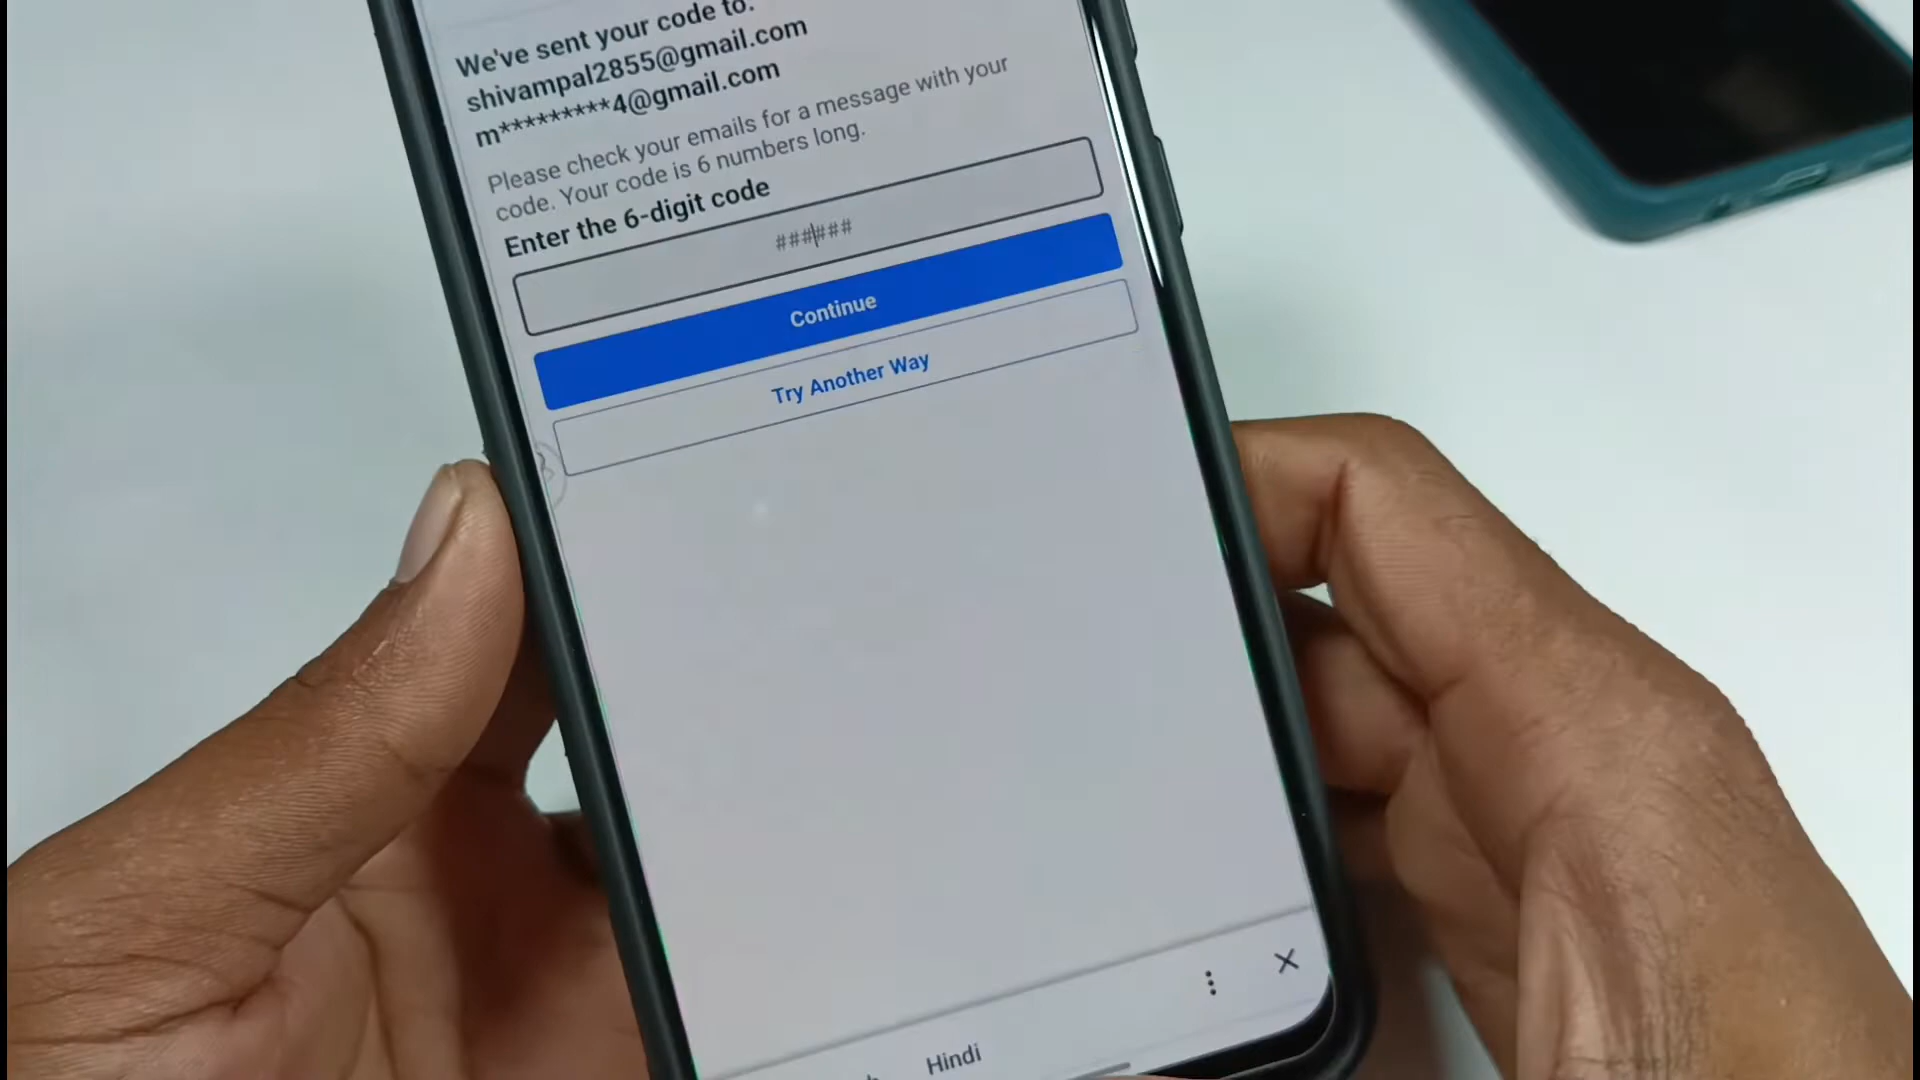 We've sent your code to:
shivampal2855@gmail.com
m*********4@gmail.com
Please check your emails for a message with your
code. Your code is 6 numbers long.
Enter the 6-digit code
######
Continue
Try Another Way
Hindi